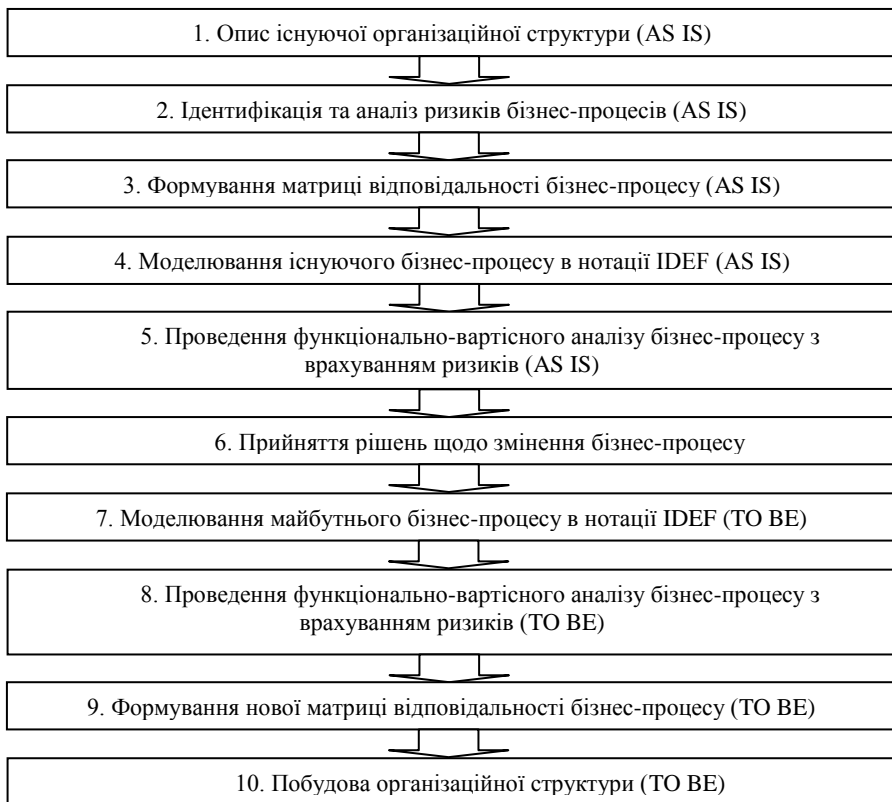 1. Опис існуючої організаційної структури (AS IS)
2. Ідентифікація та аналіз ризиків бізнес-процесів (AS IS)
3. Формування матриці відповідальності бізнес-процесу (AS IS)
4. Моделювання існуючого бізнес-процесу в нотації IDEF (AS IS)
5. Проведення функціонально-вартісного аналізу бізнес-процесу з
врахуванням ризиків (AS IS)
6. Прийняття рішень щодо змінення бізнес-процесу
7. Моделювання майбутнього бізнес-процесу в нотації IDEF (TO BE)
8. Проведення функціонально-вартісного аналізу бізнес-процесу з
врахуванням ризиків (TO BE)
9. Формування нової матриці відповідальності бізнес-процесу (TO BE)
10. Побудова організаційної структури (TO BE)